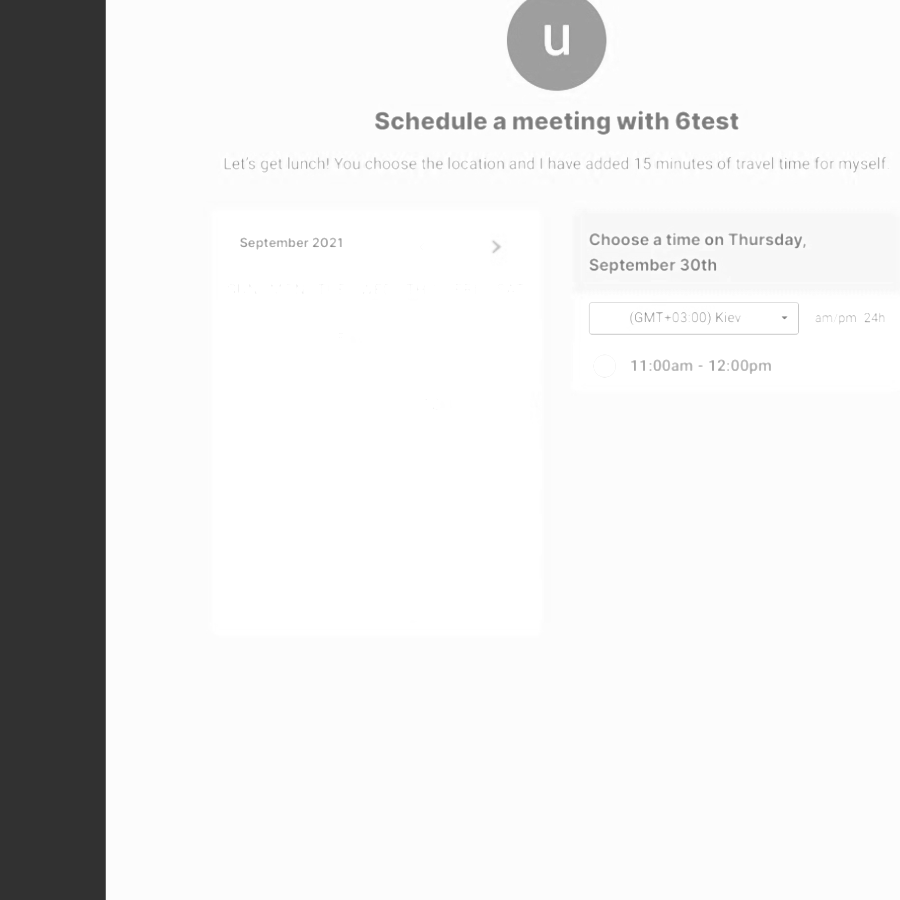 u
Schedule a meeting with 6test
Let's get lunch! You choose the location and I have added 15 minutes of travel time for myself.
September 2021
Choose a time on Thursday,
September 30th
(GMT+03:00) Kiev
am/pm 24h
11:00am - 12:00pm